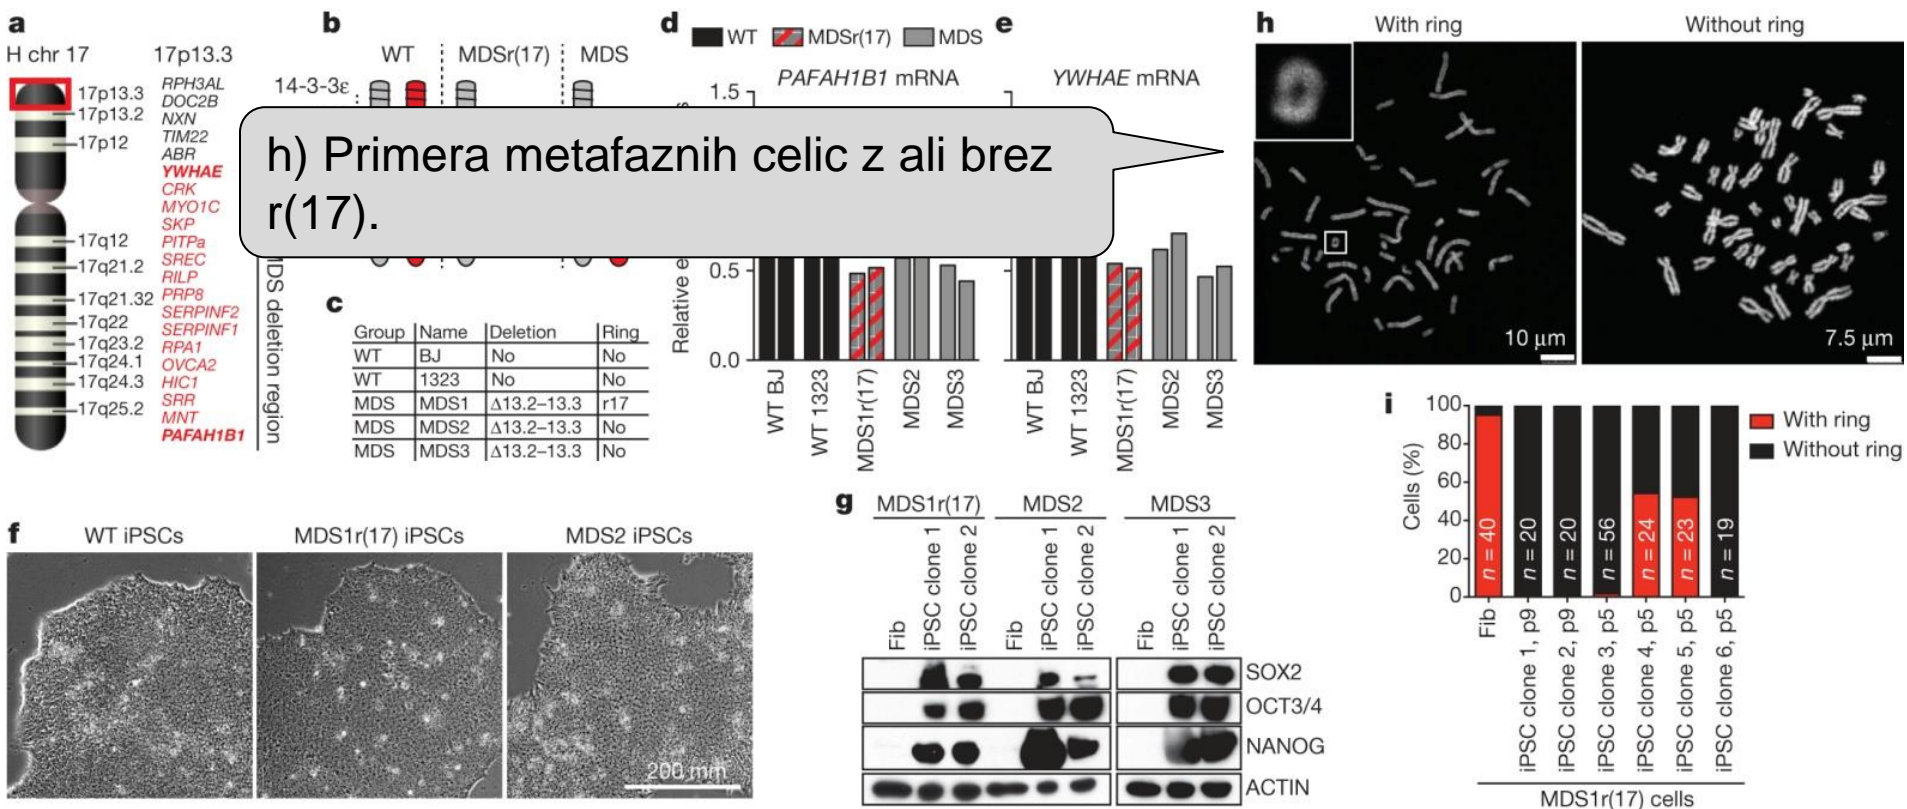 a
H chr 17
17p13.3
17p13.3
17p13.2
17p12
17q12
17q21.2
17q21.32
17q22
17q23.2
17q24.1
17q24.3
17q25.2
RPH3AL
DOC2B
NXN
TIM22
ABR
YWHAE
CRK
MYO1C
SKP
PITPa
SREC
RILP
PRP8
SERPINF2
SERPINF1
RPA1
OVCA2
HIC1
SRR
MNT
PAFAH1B1
MDS deletion region
b
WT
MDSr(17)
MDS
14-3-3ε
h) Primera metafaznih celic z ali brez
r(17).
c
Group Name Deletion Ring
WT BJ No No
WT 1323 No No
MDS MDS1 Δ13.2–13.3 r17
MDS MDS2 Δ13.2–13.3 No
MDS MDS3 Δ13.2–13.3 No
d
WT MDSr(17) MDS
PAFAH1B1 mRNA
1.5
0.5
0.0
Relative e
WT BJ
WT 1323
MDS1r(17)
MDS2
MDS3
e
YWHAE mRNA
WT BJ
WT 1323
MDS1r(17)
MDS2
MDS3
f
WT iPSCs
MDS1r(17) iPSCs
MDS2 iPSCs
200 mm
g
MDS1r(17)
MDS2
MDS3
Fib
iPSC clone 1
iPSC clone 2
Fib
iPSC clone 1
iPSC clone 2
Fib
iPSC clone 1
iPSC clone 2
SOX2
OCT3/4
NANOG
ACTIN
h
With ring
Without ring
10 μm
7.5 μm
i
With ring
Without ring
Cells (%)
100
80
60
40
20
0
n = 40
n = 20
n = 20
n = 56
n = 24
n = 23
n = 19
Fib
iPSC clone 1, p9
iPSC clone 2, p9
iPSC clone 3, p5
iPSC clone 4, p5
iPSC clone 5, p5
iPSC clone 6, p5
MDS1r(17) cells